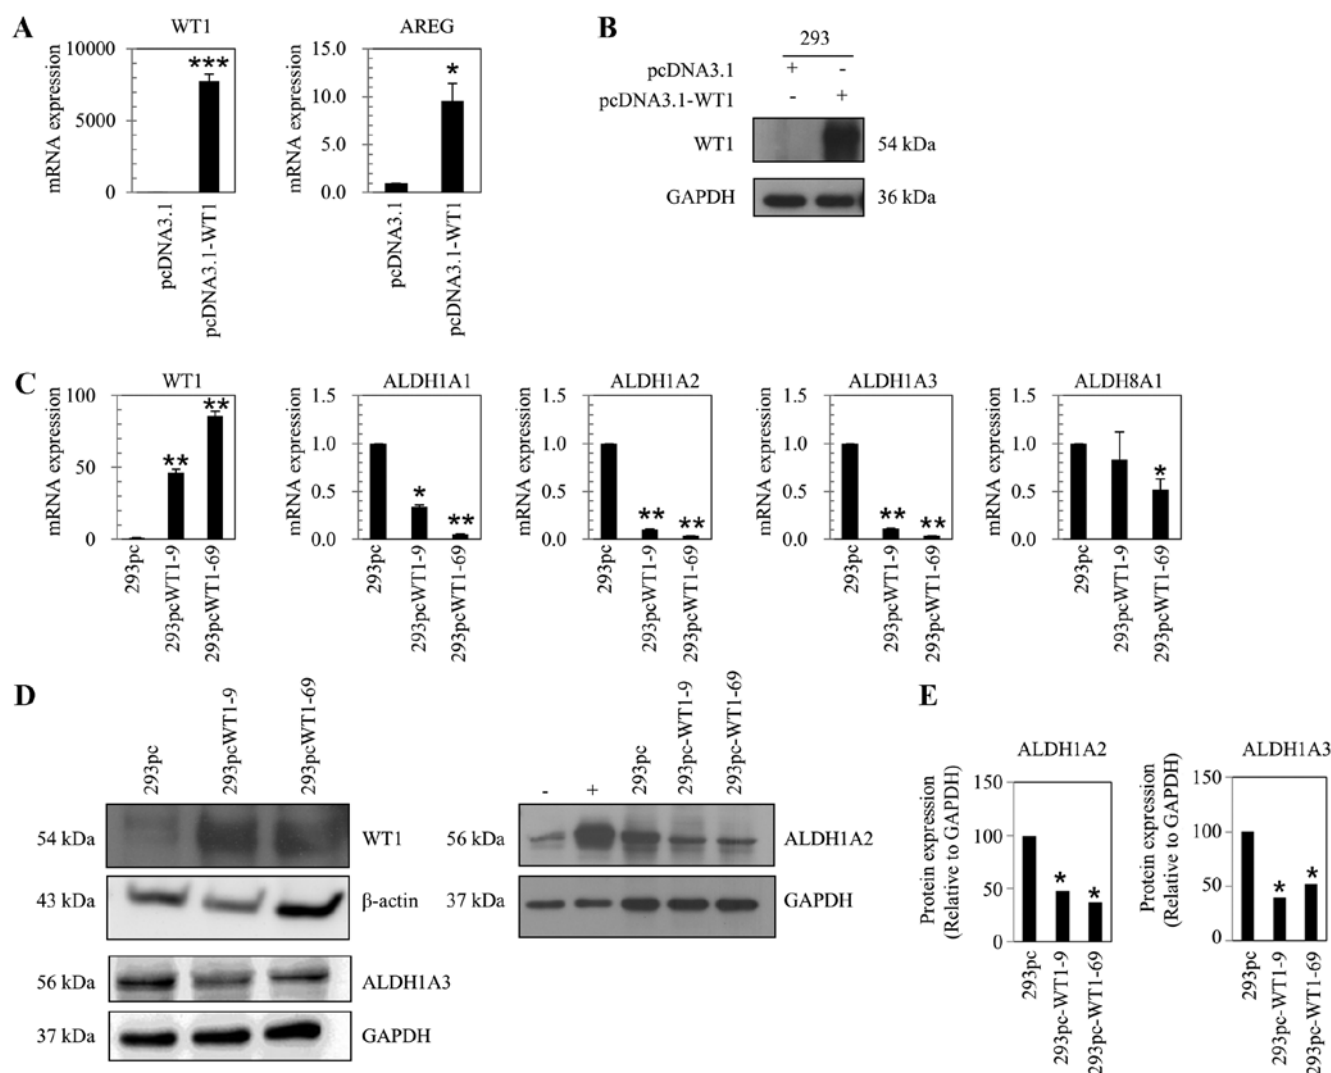 A
WT1
mRNA expression
10000
5000
0
***
pcDNA3.1
pcDNA3.1-WT1
AREG
mRNA expression
15.0
10.0
5.0
0.0
*
pcDNA3.1
pcDNA3.1-WT1
B
293
pcDNA3.1 + -
pcDNA3.1-WT1 - +
WT1 54 kDa
GAPDH 36 kDa
C
WT1
mRNA expression
100
50
0
**
**
293pc
293pcWT1-9
293pcWT1-69
ALDH1A1
mRNA expression
1.5
1.0
0.5
0.0
*
**
293pc
293pcWT1-9
293pcWT1-69
ALDH1A2
mRNA expression
1.5
1.0
0.5
0.0
**
**
293pc
293pcWT1-9
293pcWT1-69
ALDH1A3
mRNA expression
1.5
1.0
0.5
0.0
**
**
293pc
293pcWT1-9
293pcWT1-69
ALDH8A1
mRNA expression
1.5
1.0
0.5
0.0
*
293pc
293pcWT1-9
293pcWT1-69
D
293pc
293pcWT1-9
293pcWT1-69
54 kDa WT1
43 kDa β-actin
56 kDa ALDH1A3
37 kDa GAPDH
-
+
293pc
293pc-WT1-9
293pc-WT1-69
56 kDa ALDH1A2
37 kDa GAPDH
E
ALDH1A2
Protein expression
(Relative to GAPDH)
150
100
50
0
*
*
293pc
293pc-WT1-9
293pc-WT1-69
ALDH1A3
Protein expression
(Relative to GAPDH)
150
100
50
0
*
*
293pc
293pc-WT1-9
293pc-WT1-69